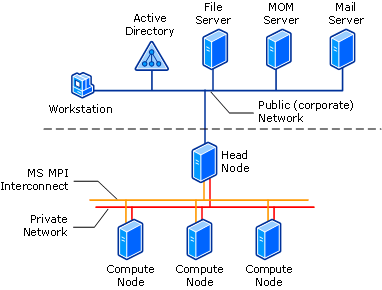 Active
Directory
File
Server
MOM
Server
Mail
Server
Workstation
Public (corporate)
Network
Head
Node
MS MPI
Interconnect
Private
Network
Compute
Node
Compute
Node
Compute
Node